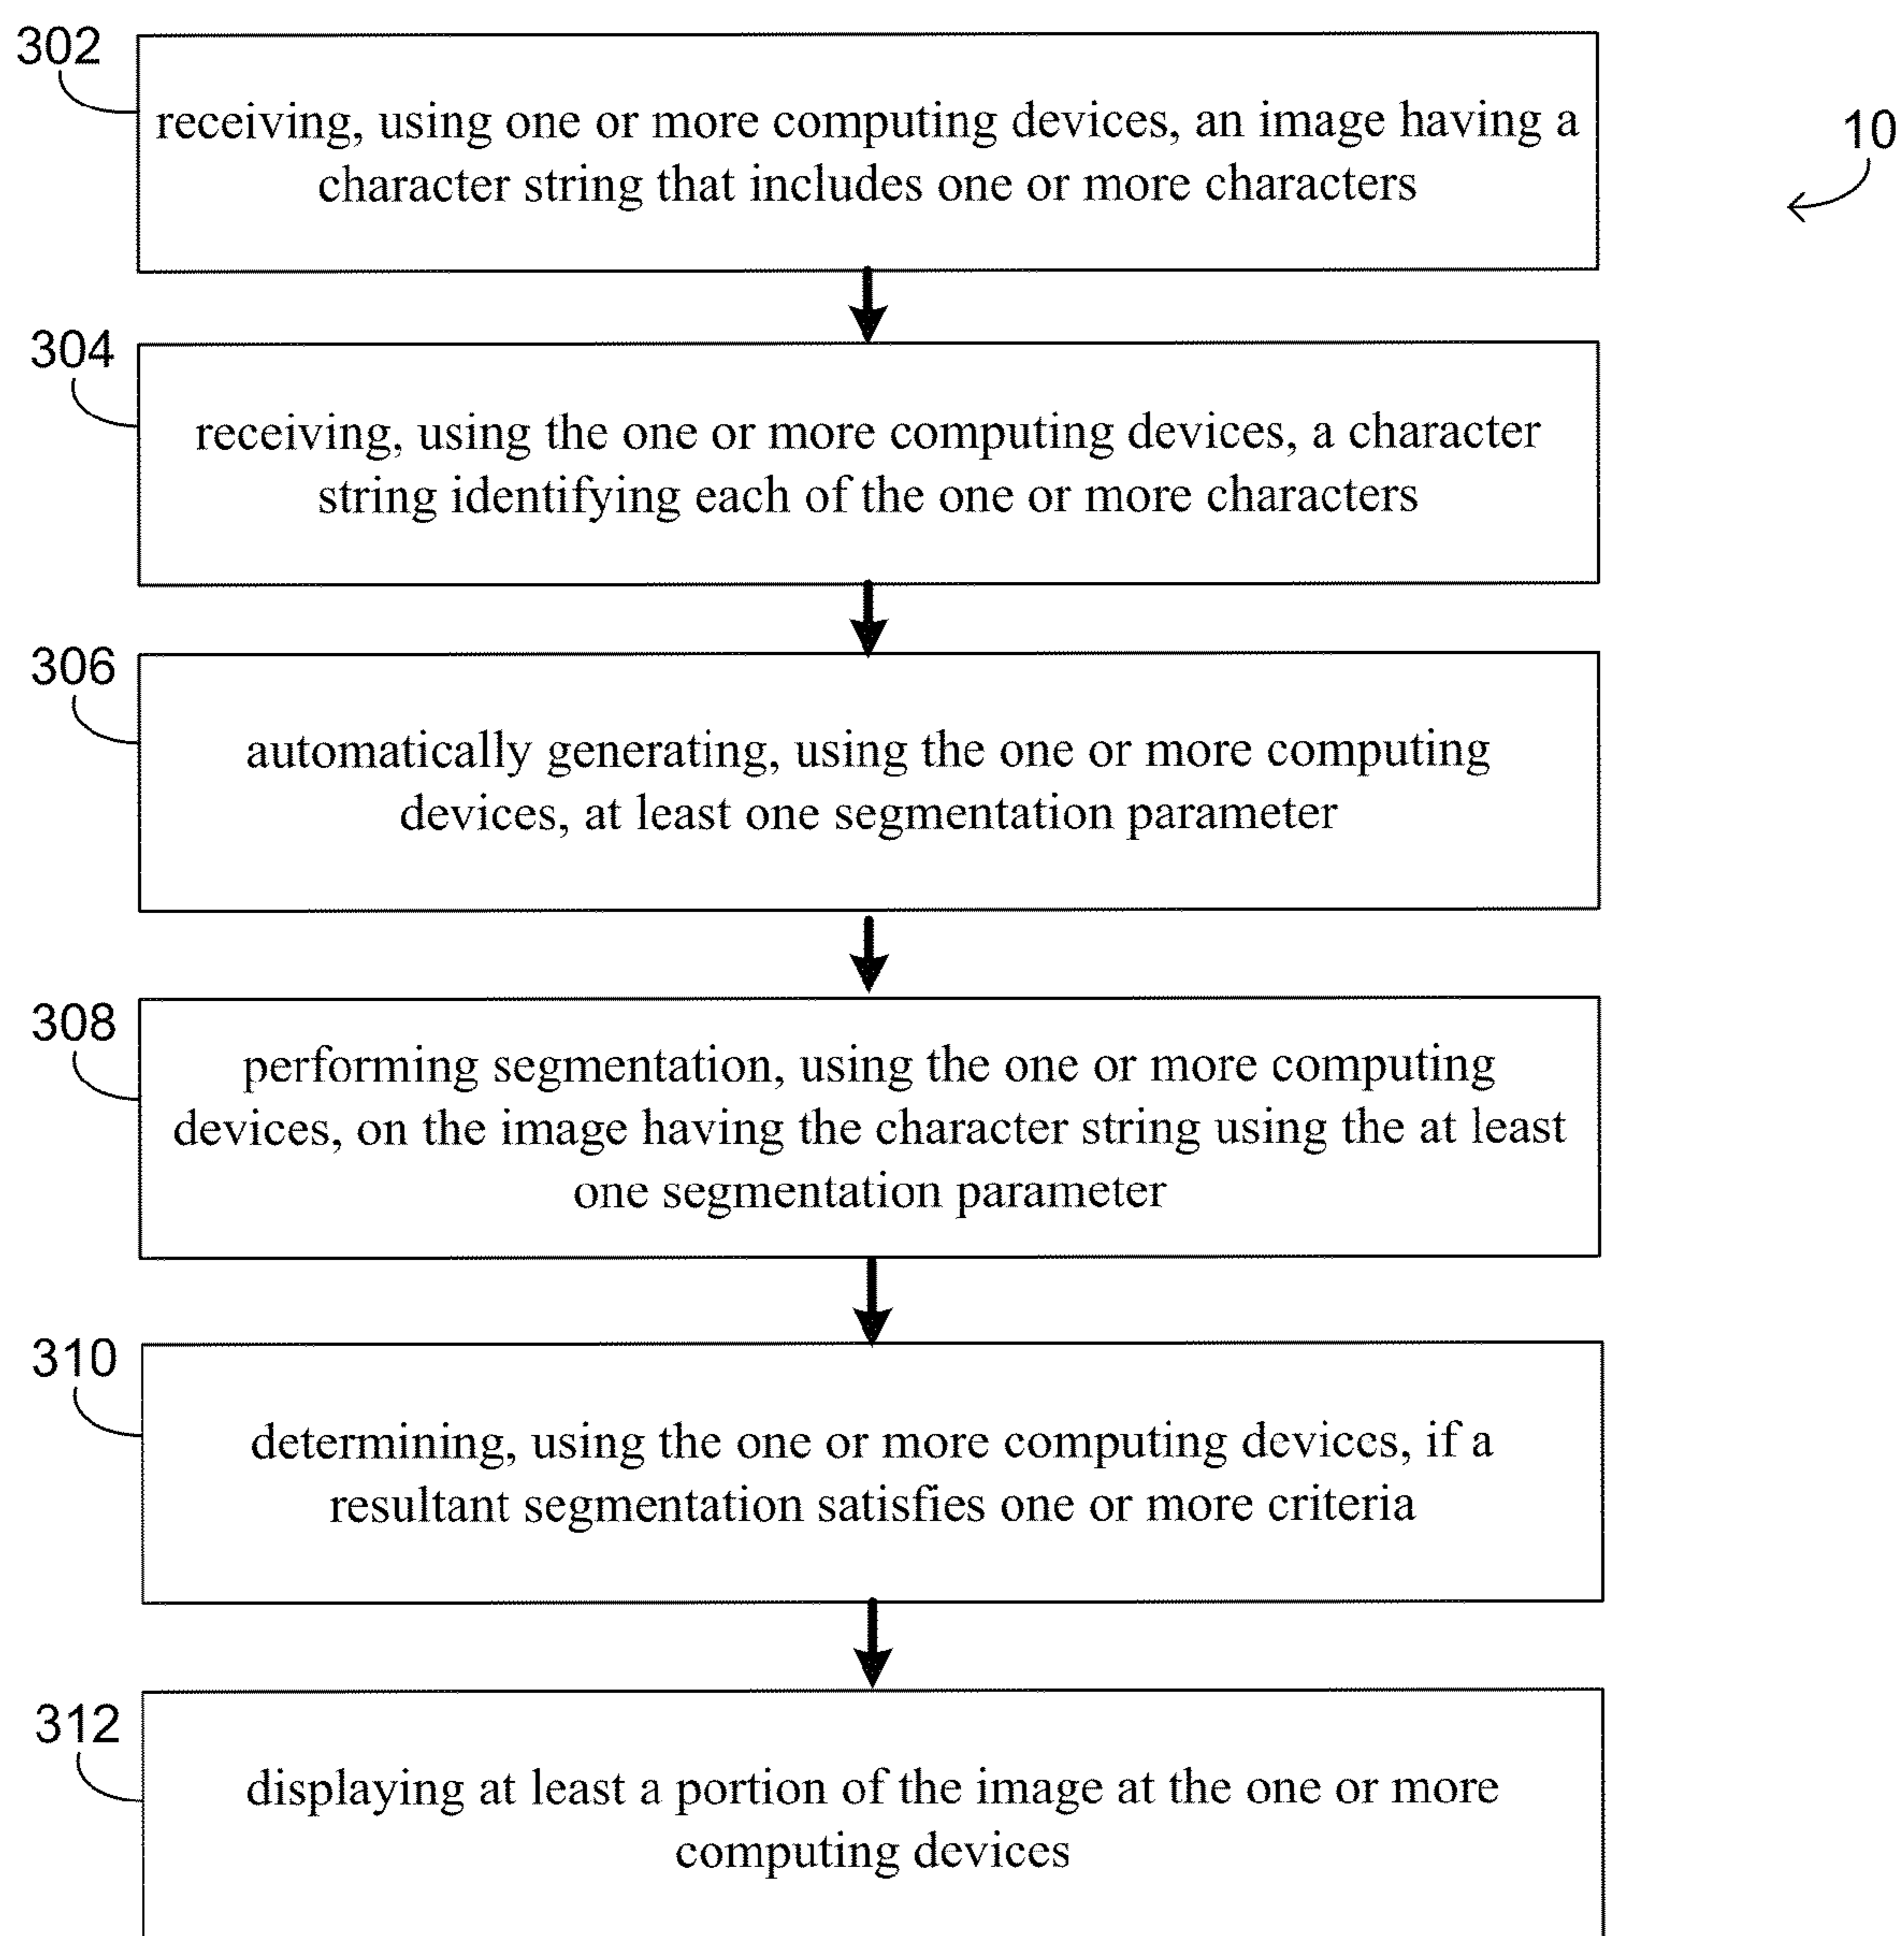 302
receiving, using one or more computing devices, an image having a
character string that includes one or more characters
10
304
receiving, using the one or more computing devices, a character
string identifying each of the one or more characters
306
automatically generating, using the one or more computing
devices, at least one segmentation parameter
308
performing segmentation, using the one or more computing
devices, on the image having the character string using the at least
one segmentation parameter
310
determining, using the one or more computing devices, if a
resultant segmentation satisfies one or more criteria
312
displaying at least a portion of the image at the one or more
computing devices